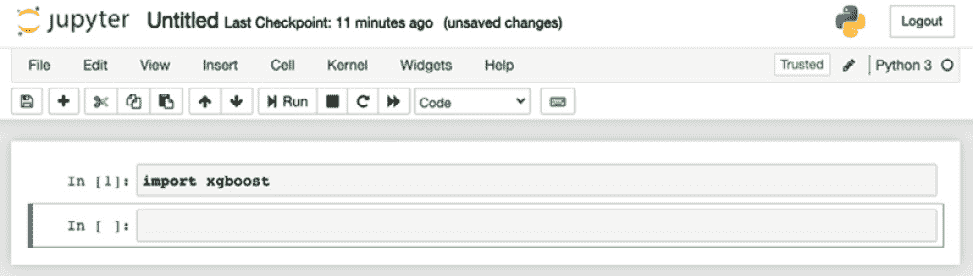 jupyter Untitled Last Checkpoint: 11 minutes ago (unsaved changes) Logout
File Edit View Insert Cell Kernel Widgets Help Trusted Python 3
Run Code
In [1]: import xgboost
In [ ]: